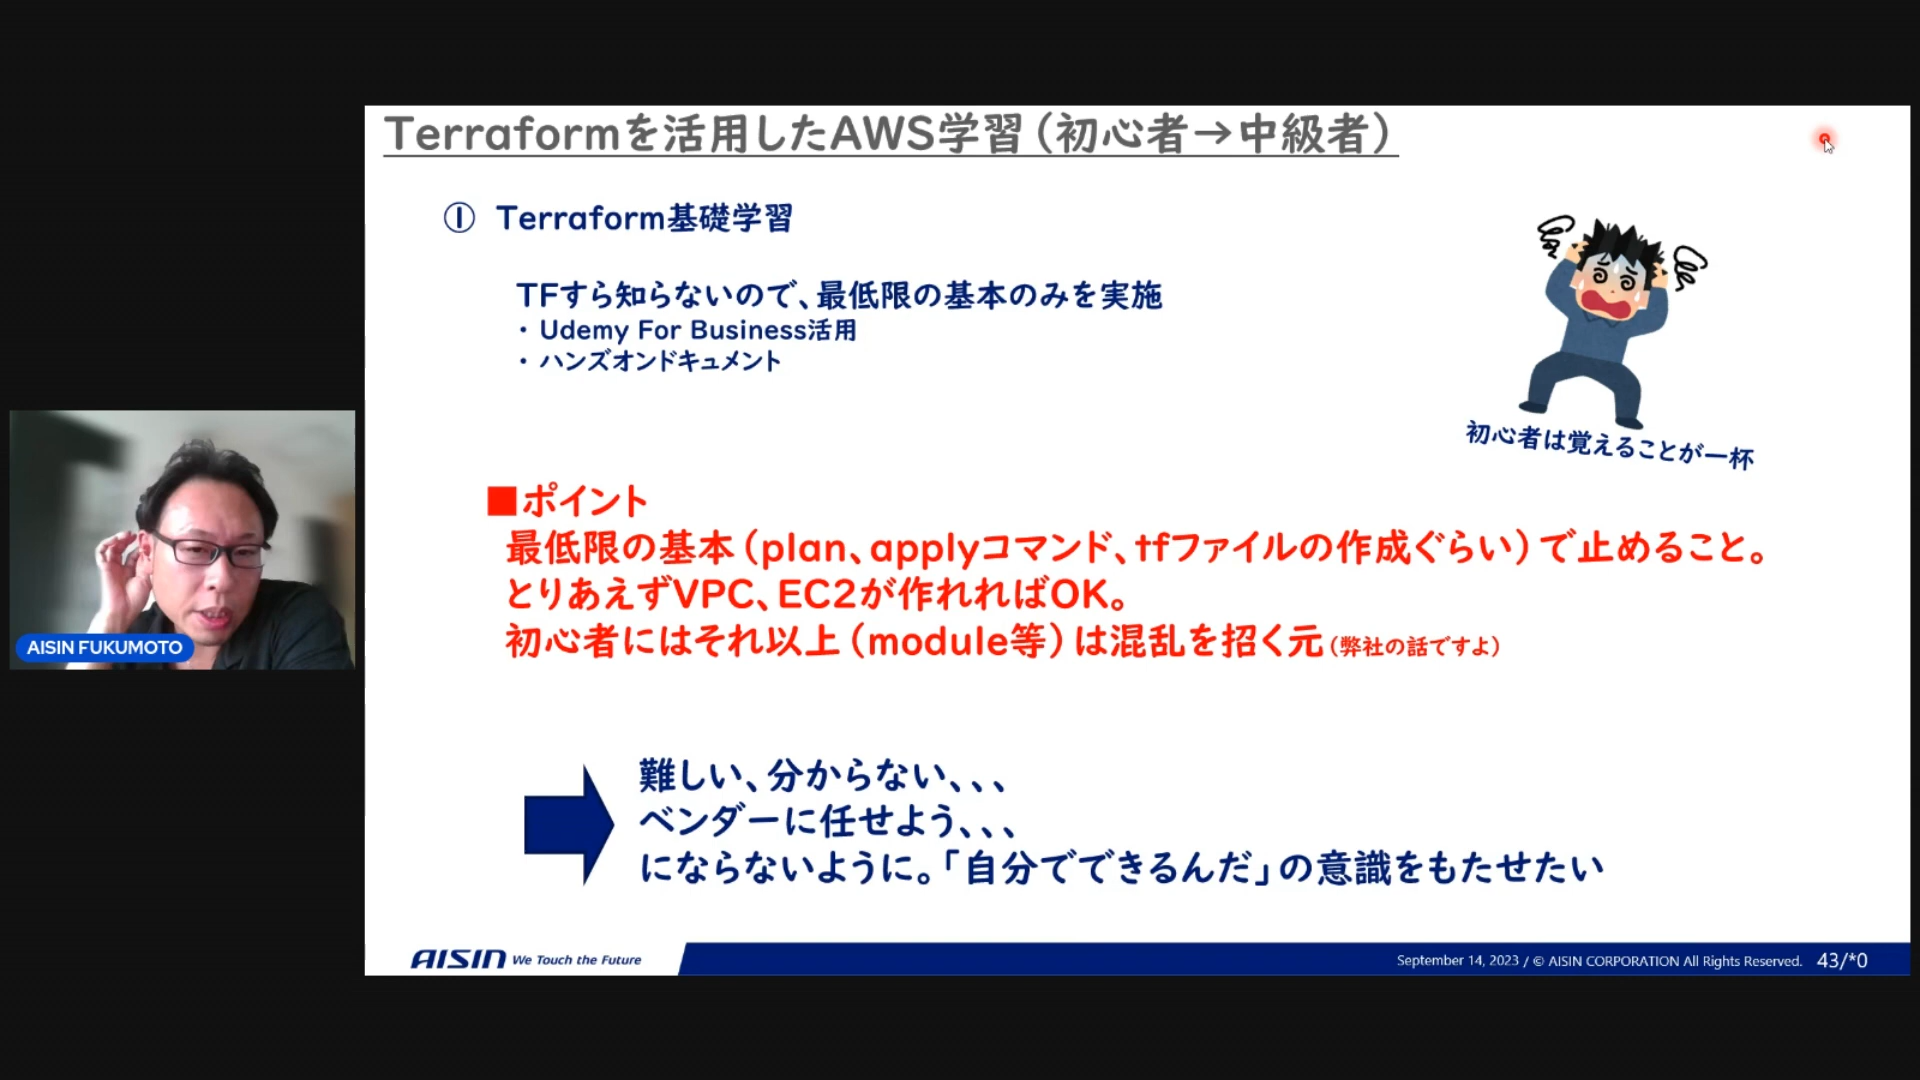 Terraformを活用したAWS学習（初心者→中級者）
① Terraform基礎学習
TFすら知らないので、最低限の基本のみを実施
・ Udemy For Business活用
・ ハンズオンドキュメント
初心者は覚えることが一杯
■ポイント
最低限の基本（plan、applyコマンド、tfファイルの作成ぐらい）で止めること。
とりあえずVPC、EC2が作れればOK。
初心者にはそれ以上（module等）は混乱を招く元（弊社の話ですよ）
難しい、分からない、、、
ベンダーに任せよう、、、
にならないように。「自分でできるんだ」の意識をもたせたい
AISIN We Touch the Future
September 14, 2023 / © AISIN CORPORATION All Rights Reserved. 43/*0
AISIN FUKUMOTO